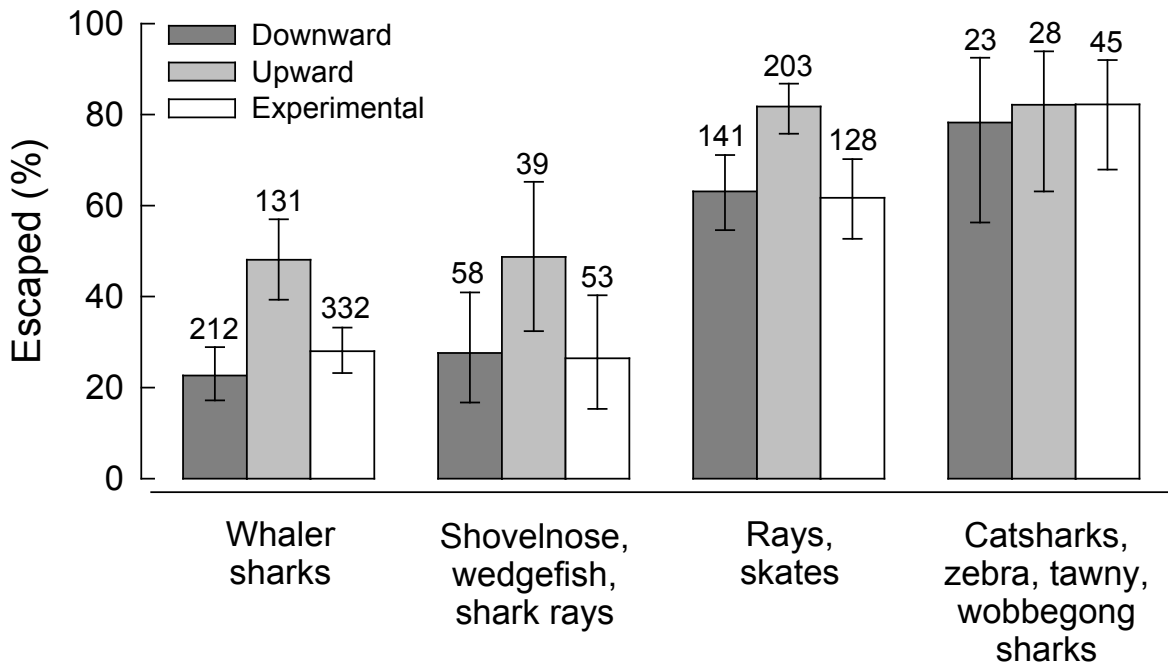 Escaped (%)
100
80
60
40
20
0
Downward
Upward
Experimental
212
131
332
58
39
53
141
203
128
23
28
45
Whaler
sharks
Shovelnose,
wedgefish,
shark rays
Rays,
skates
Catsharks,
zebra, tawny,
wobbegong
sharks